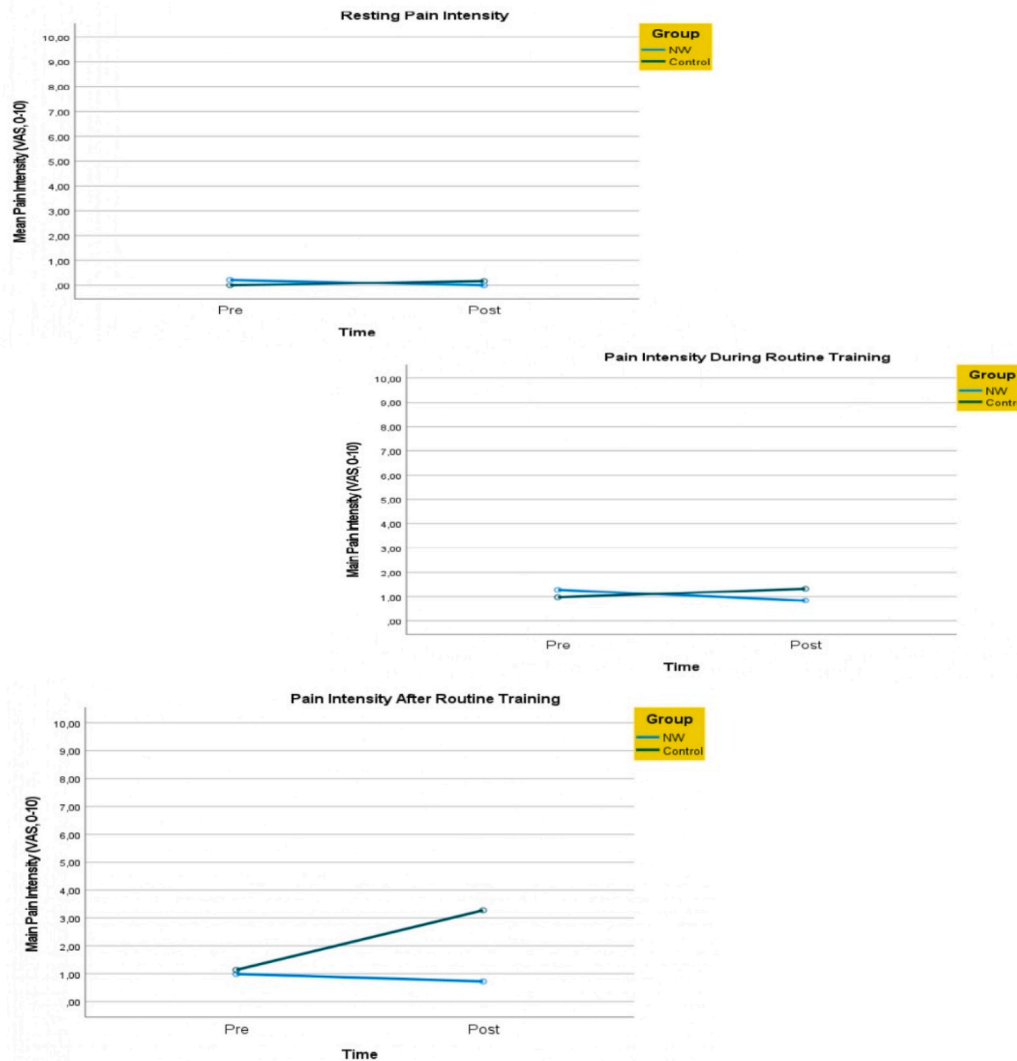 Resting Pain Intensity
Group
NW
Control
Mean Pain Intensity (VAS, 0-10)
10,00
9,00
8,00
7,00
6,00
5,00
4,00
3,00
2,00
1,00
,00
Pre
Post
Time
Pain Intensity During Routine Training
Group
NW
Contr
Main Pain Intensity (VAS, 0-10)
10,00
9,00
8,00
7,00
6,00
5,00
4,00
3,00
2,00
1,00
,00
Pre
Post
Time
Pain Intensity After Routine Training
Group
NW
Control
Main Pain Intensity (VAS, 0-10)
10,00
9,00
8,00
7,00
6,00
5,00
4,00
3,00
2,00
1,00
,00
Pre
Post
Time